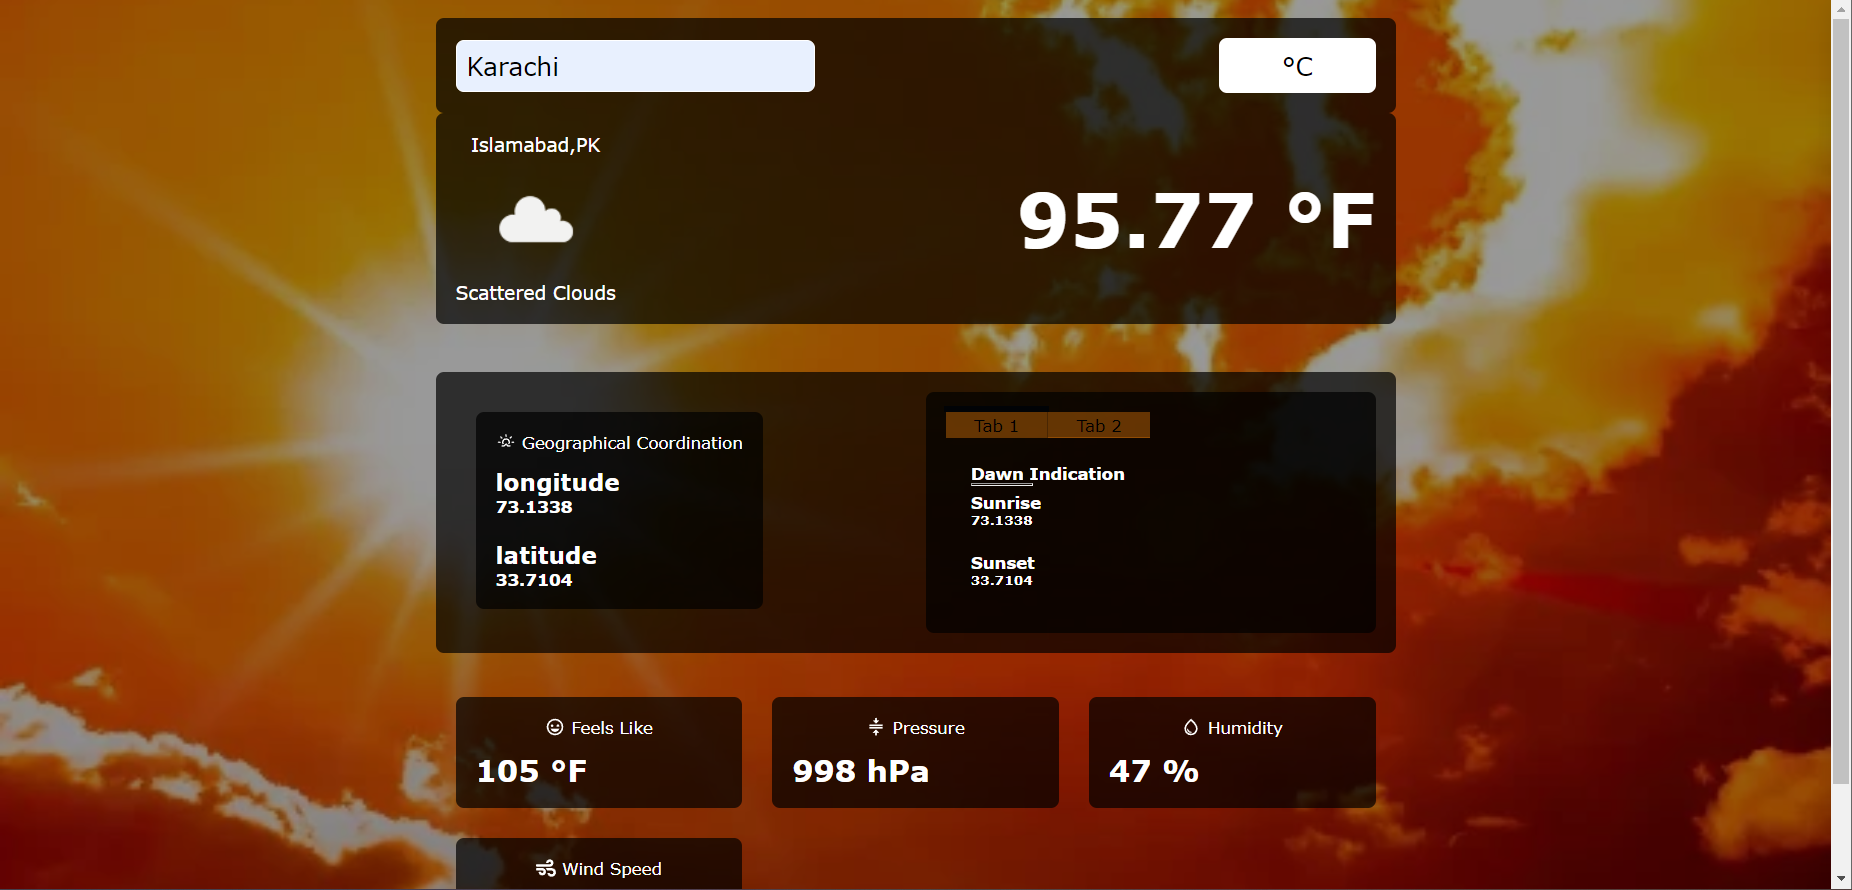 Karachi
°C
Islamabad,PK
95.77 °F
Scattered Clouds
Geographical Coordination
longitude
73.1338
latitude
33.7104
Tab 1 Tab 2
Dawn Indication
Sunrise
73.1338
Sunset
33.7104
Feels Like
105 °F
Pressure
998 hPa
Humidity
47 %
Wind Speed